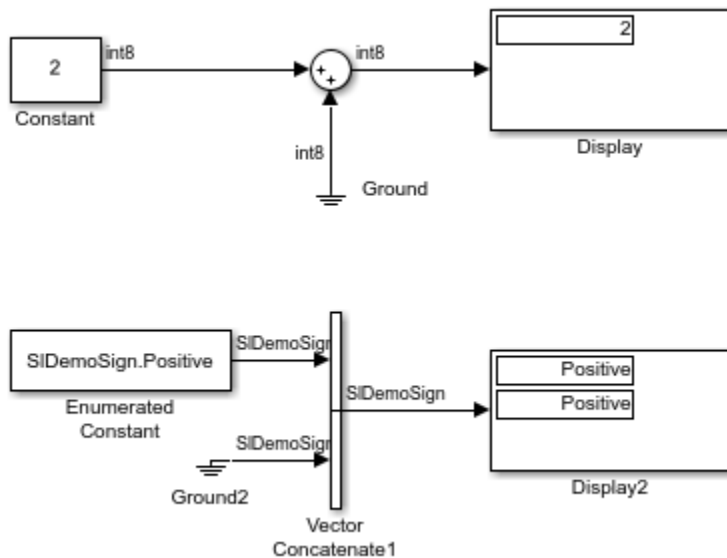 int8
int8
2
2
+
+
Constant
Display
int8
Ground
SlDemoSign
SlDemoSign.Positive
SlDemoSign
Positive
Positive
Enumerated
Constant
SlDemoSign
Ground2
Display2
Vector
Concatenate1